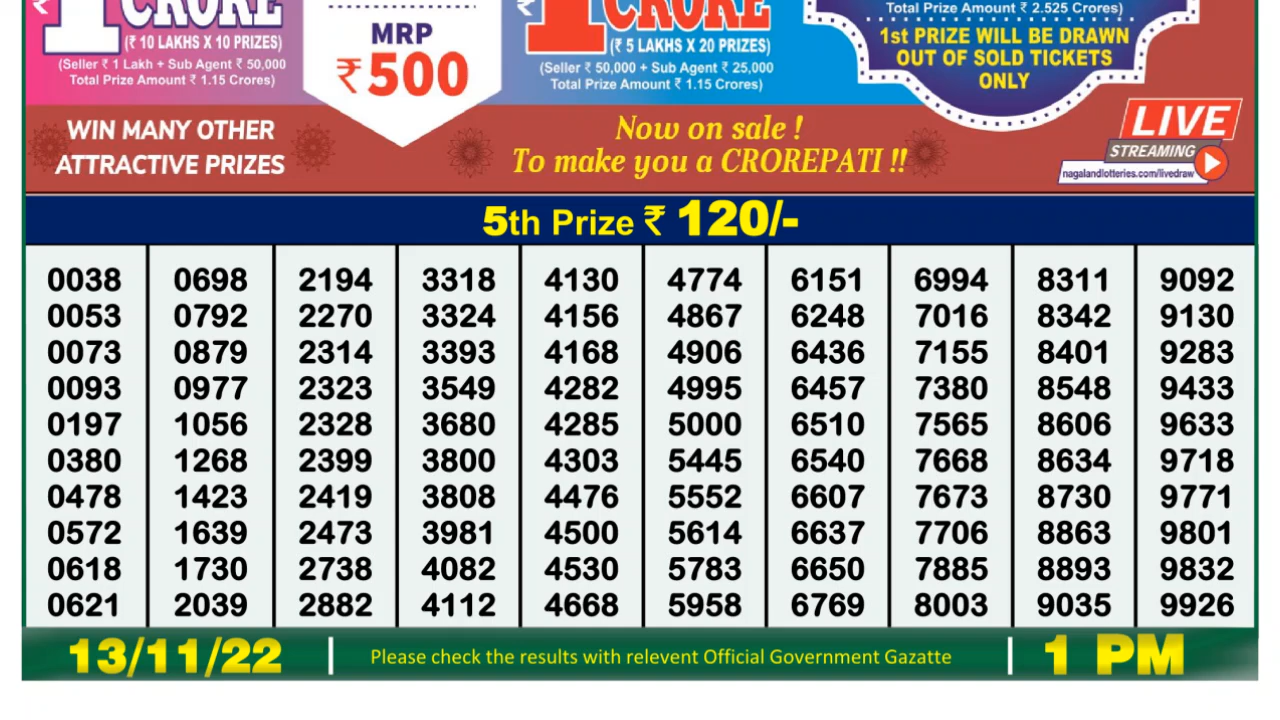 ₹ 1 CRORE
(₹ 10 LAKHS X 10 PRIZES)
(Seller ₹ 1 Lakh + Sub Agent ₹ 50,000
Total Prize Amount ₹ 1.15 Crores)
MRP
₹500
₹ 1 CRORE
(₹ 5 LAKHS X 20 PRIZES)
(Seller ₹ 50,000 + Sub Agent ₹ 25,000
Total Prize Amount ₹ 1.15 Crores)
Total Prize Amount ₹ 2.525 Crores)
1st PRIZE WILL BE DRAWN
OUT OF SOLD TICKETS
ONLY
WIN MANY OTHER
ATTRACTIVE PRIZES
Now on sale !
To make you a CROREPATI !!
LIVE
STREAMING
nagalandlotteries.com/livedraw
5th Prize ₹ 120/-
0038 0698 2194 3318 4130 4774 6151 6994 8311 9092
0053 0792 2270 3324 4156 4867 6248 7016 8342 9130
0073 0879 2314 3393 4168 4906 6436 7155 8401 9283
0093 0977 2323 3549 4282 4995 6457 7380 8548 9433
0197 1056 2328 3680 4285 5000 6510 7565 8606 9633
0380 1268 2399 3800 4303 5445 6540 7668 8634 9718
0478 1423 2419 3808 4476 5552 6607 7673 8730 9771
0572 1639 2473 3981 4500 5614 6637 7706 8863 9801
0618 1730 2738 4082 4530 5783 6650 7885 8893 9832
0621 2039 2882 4112 4668 5958 6769 8003 9035 9926
13/11/22 Please check the results with relevent Official Government Gazatte 1 PM